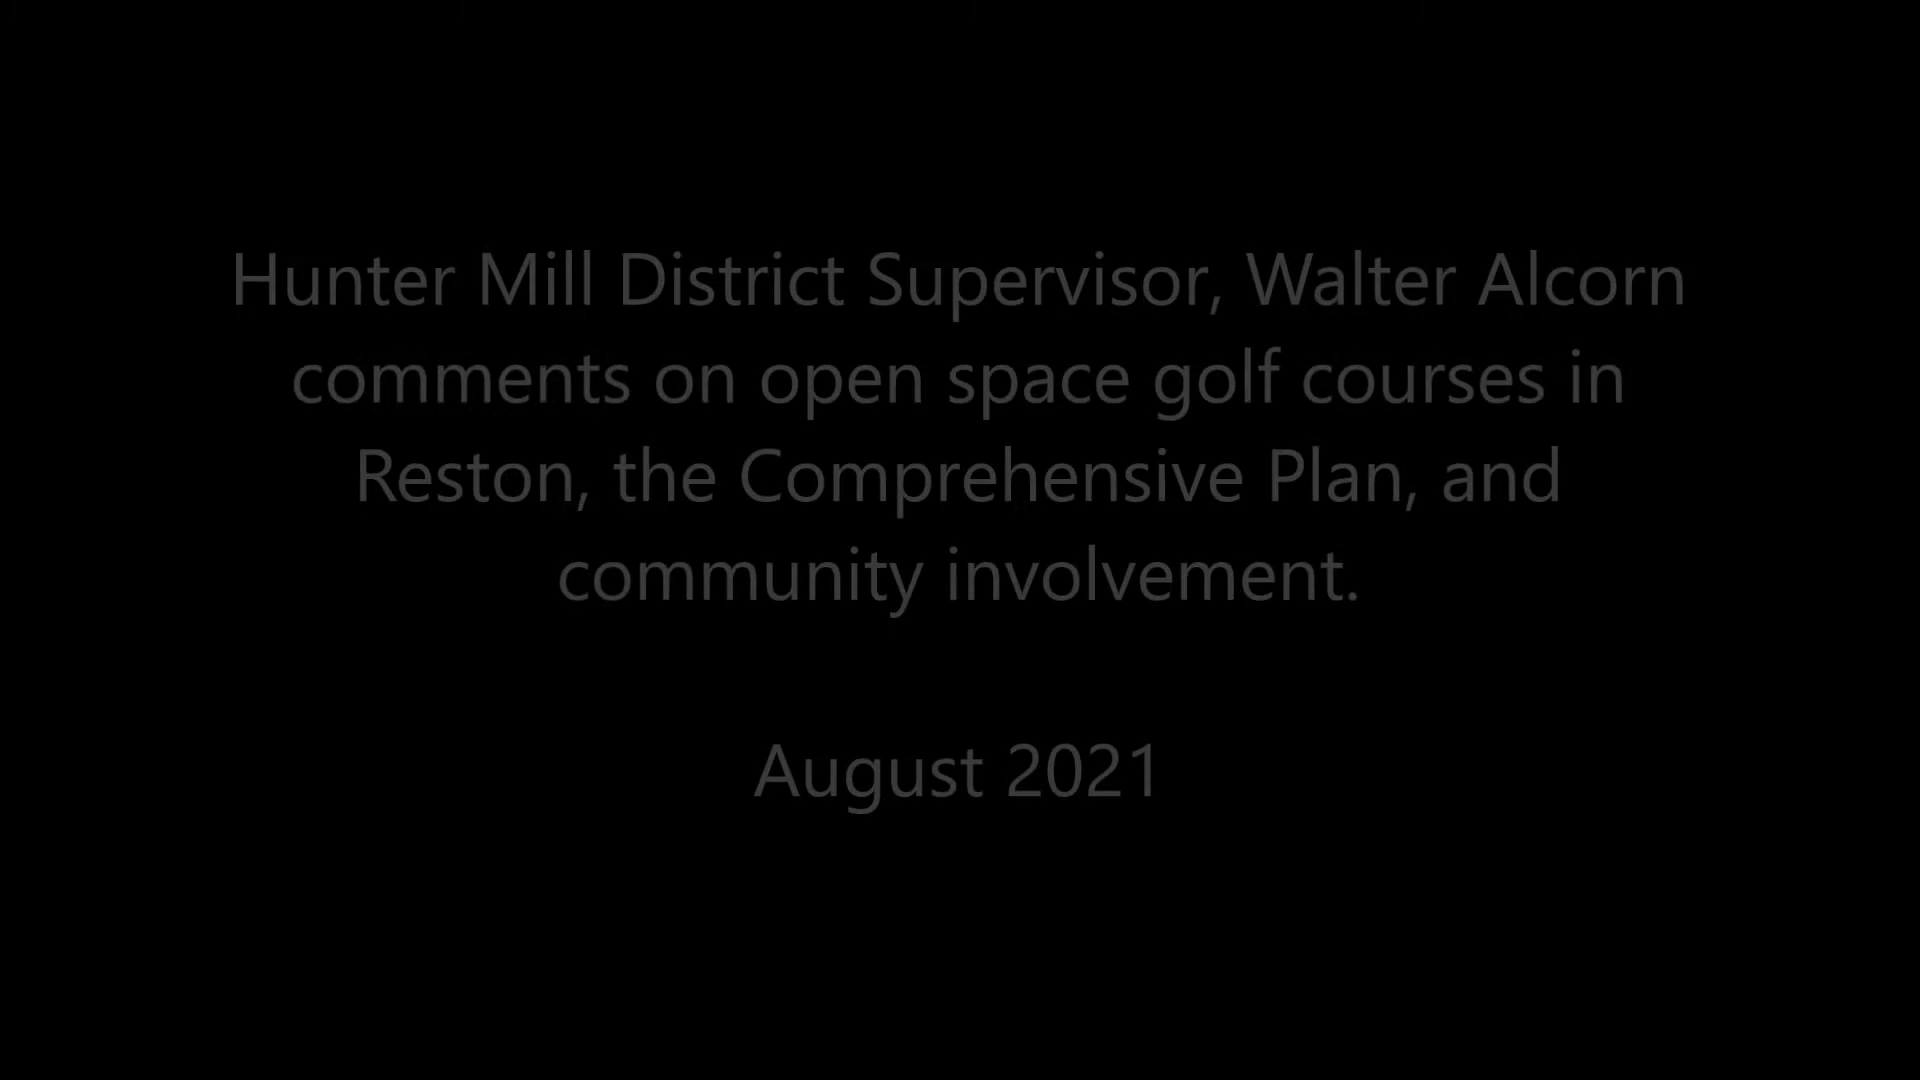 Hunter Mill District Supervisor, Walter Alcorn
comments on open space golf courses in
Reston, the Comprehensive Plan, and
community involvement.
August 2021